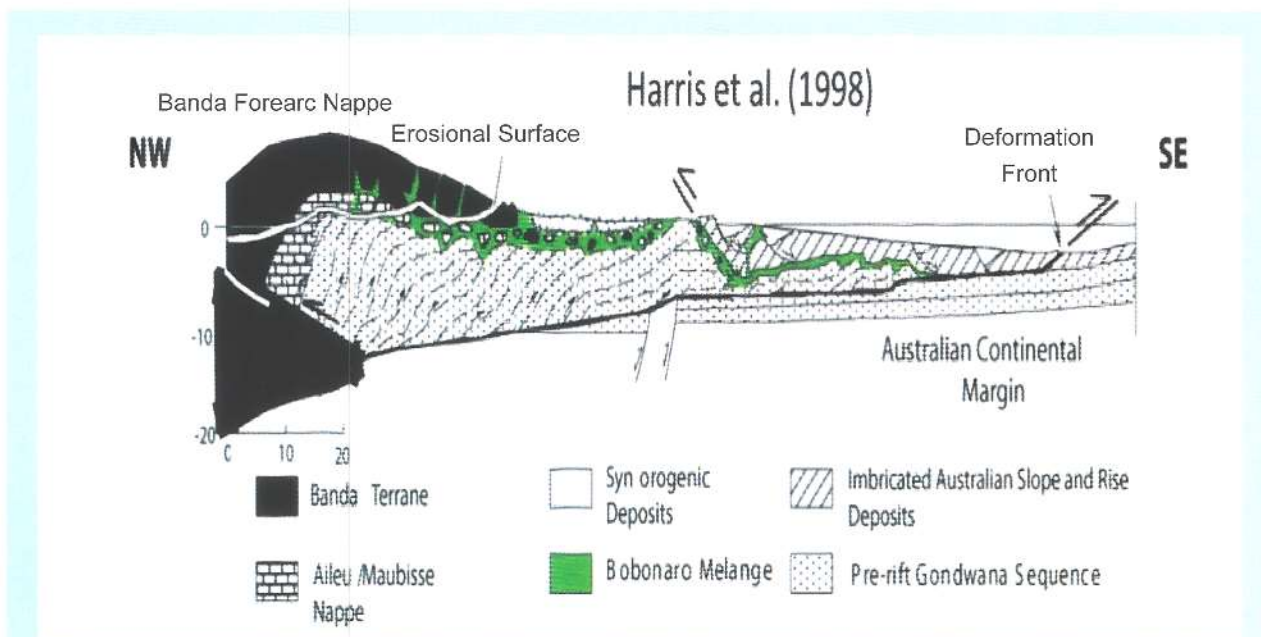 Harris et al. (1998)
Banda Forearc Nappe
Erosional Surface
Deformation
Front
NW
SE
0
-10
-20
0
10
20
Australian Continental
Margin
Banda Terrane
Syn orogenic
Deposits
Imbricated Australian Slope and Rise
Deposits
Aileu /Maubisse
Nappe
Bobonaro Melange
Pre-rift Gondwana Sequence